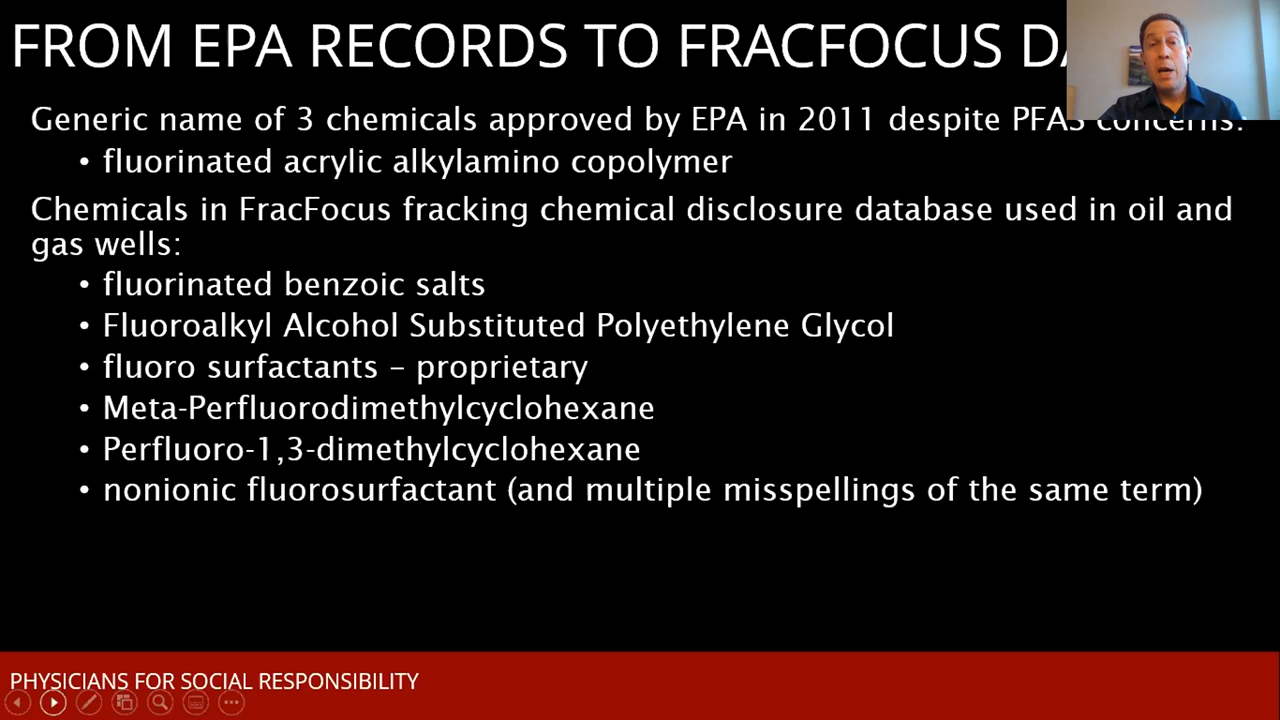 FROM EPA RECORDS TO FRACFOCUS
Generic name of 3 chemicals approved by EPA in 2011 despite PFAS concerns:
• fluorinated acrylic alkylamino copolymer
Chemicals in FracFocus fracking chemical disclosure database used in oil and
gas wells:
• fluorinated benzoic salts
• Fluoroalkyl Alcohol Substituted Polyethylene Glycol
• fluoro surfactants – proprietary
• Meta-Perfluorodimethylcyclohexane
• Perfluoro-1,3-dimethylcyclohexane
• nonionic fluorosurfactant (and multiple misspellings of the same term)
PHYSICIANS FOR SOCIAL RESPONSIBILITY